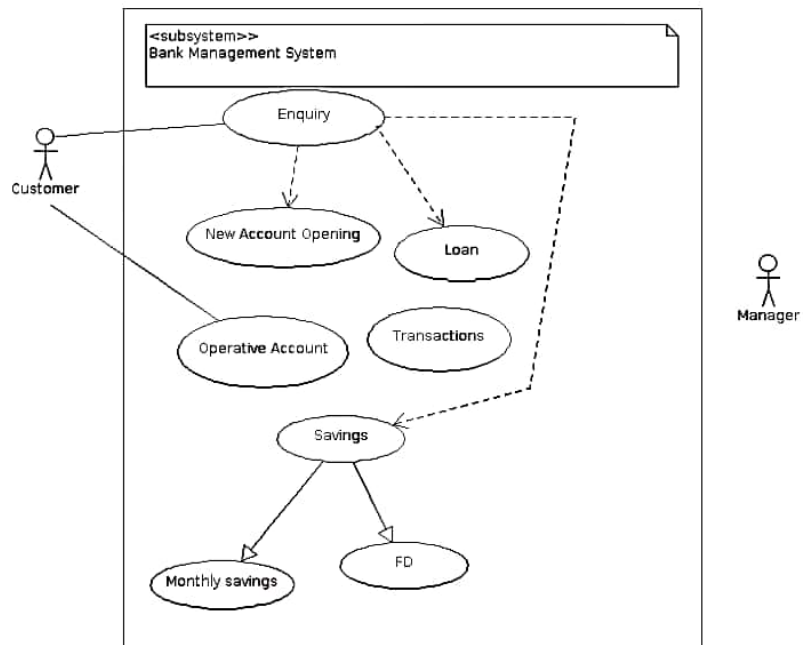 <subsystem>>
Bank Management System
Enquiry
Customer
New Account Opening
Loan
Manager
Operative Account
Transactions
Savings
Monthly savings
FD